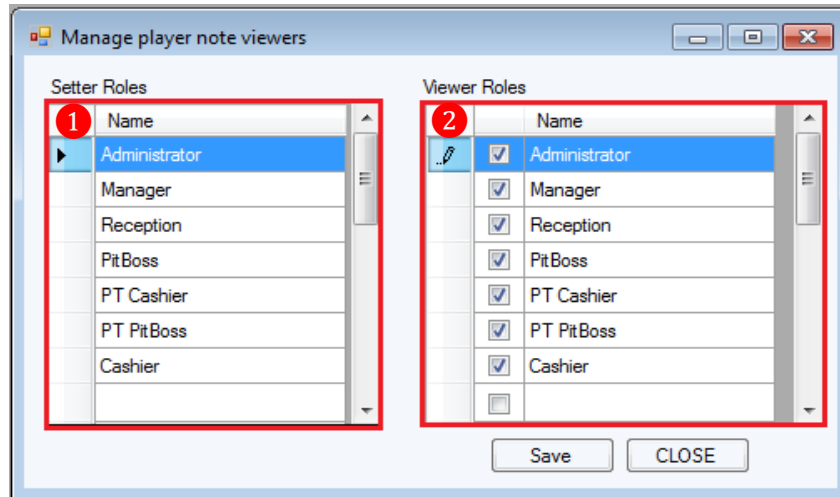 Manage player note viewers
Setter Roles
Viewer Roles
1 Name
2 Name
Administrator
Administrator
Manager
Manager
Reception
Reception
PitBoss
PitBoss
PT Cashier
PT Cashier
PT PitBoss
PT PitBoss
Cashier
Cashier
Save
CLOSE